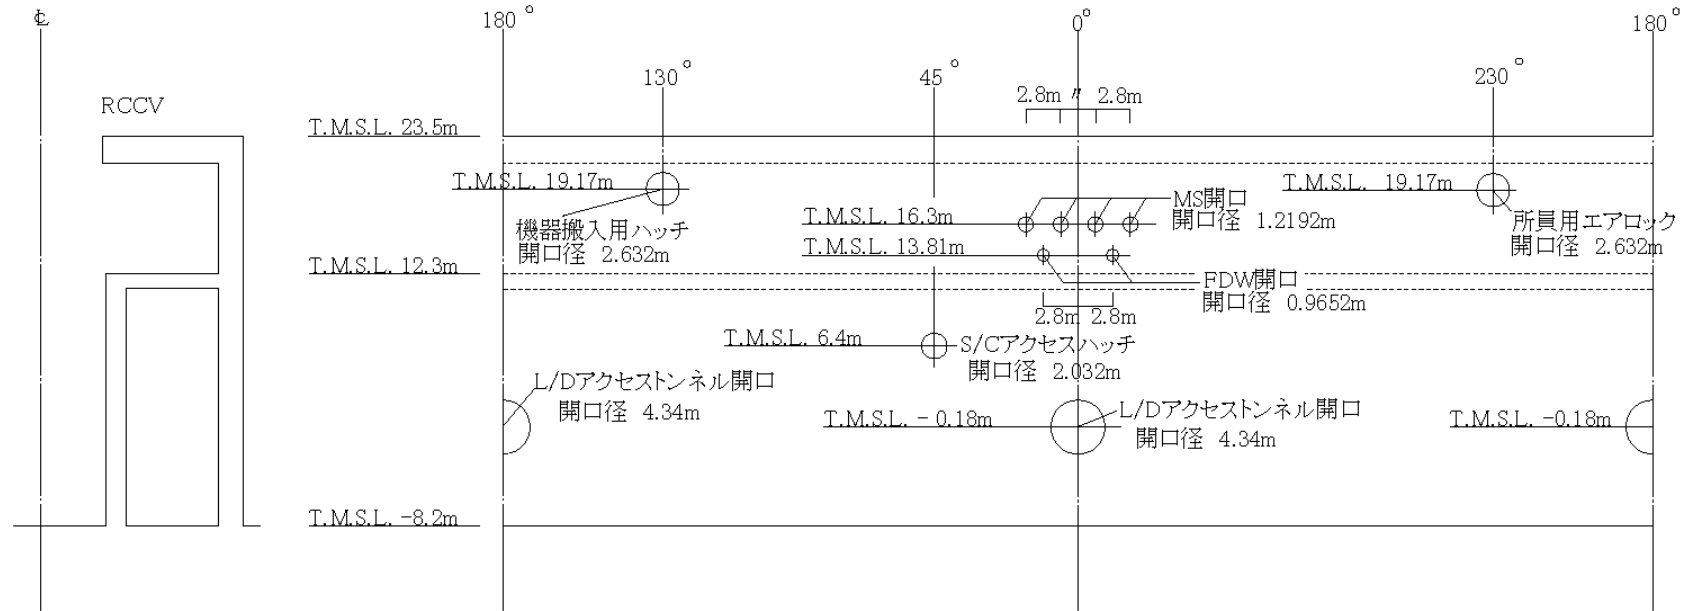 ℄
180°
0°
180°
130°
45°
230°
2.8m 〃 2.8m
RCCV
T.M.S.L. 23.5m
T.M.S.L. 19.17m
T.M.S.L. 19.17m
機器搬入用ハッチ
開口径 2.632m
T.M.S.L. 16.3m
MS開口
開口径 1.2192m
所員用エアロック
開口径 2.632m
T.M.S.L. 13.81m
T.M.S.L. 12.3m
FDW開口
開口径 0.9652m
2.8m 2.8m
T.M.S.L. 6.4m
S/Cアクセスハッチ
開口径 2.032m
L/Dアクセストンネル開口
開口径 4.34m
T.M.S.L. -0.18m
L/Dアクセストンネル開口
開口径 4.34m
T.M.S.L. -0.18m
T.M.S.L. -8.2m